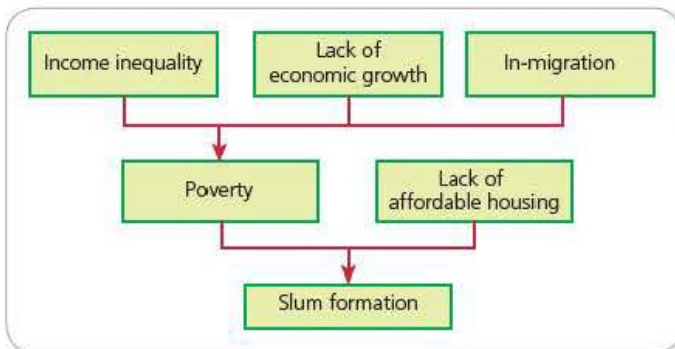 Income inequality
Lack of
economic growth
In-migration
Poverty
Lack of
affordable housing
Slum formation